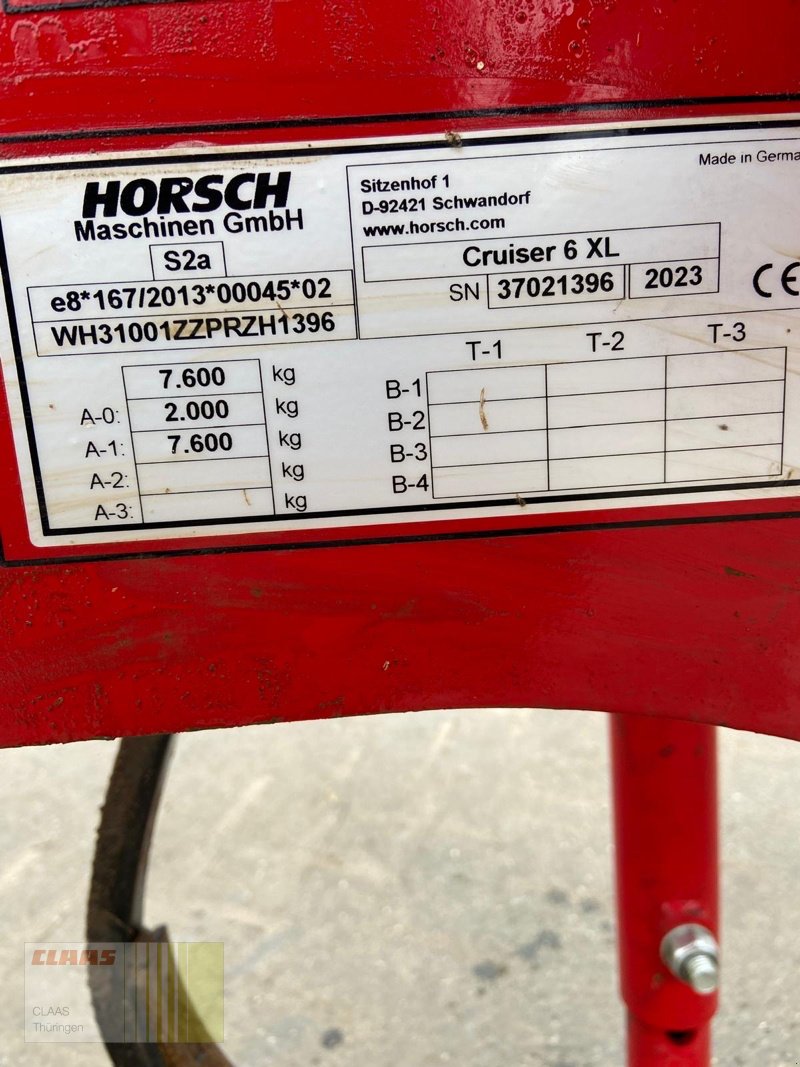 HORSCH
Maschinen GmbH
S2a
e8*167/2013*00045*02
WH31001ZZPRZH1396
Sitzenhof 1
D-92421 Schwandorf
www.horsch.com
Made in Germa
Cruiser 6 XL
SN 37021396 2023
CE
7.600 kg
A-0: 2.000 kg
A-1: 7.600 kg
A-2: kg
A-3: kg
T-1 T-2 T-3
B-1
B-2
B-3
B-4
CLAAS
CLAAS
Thüringen